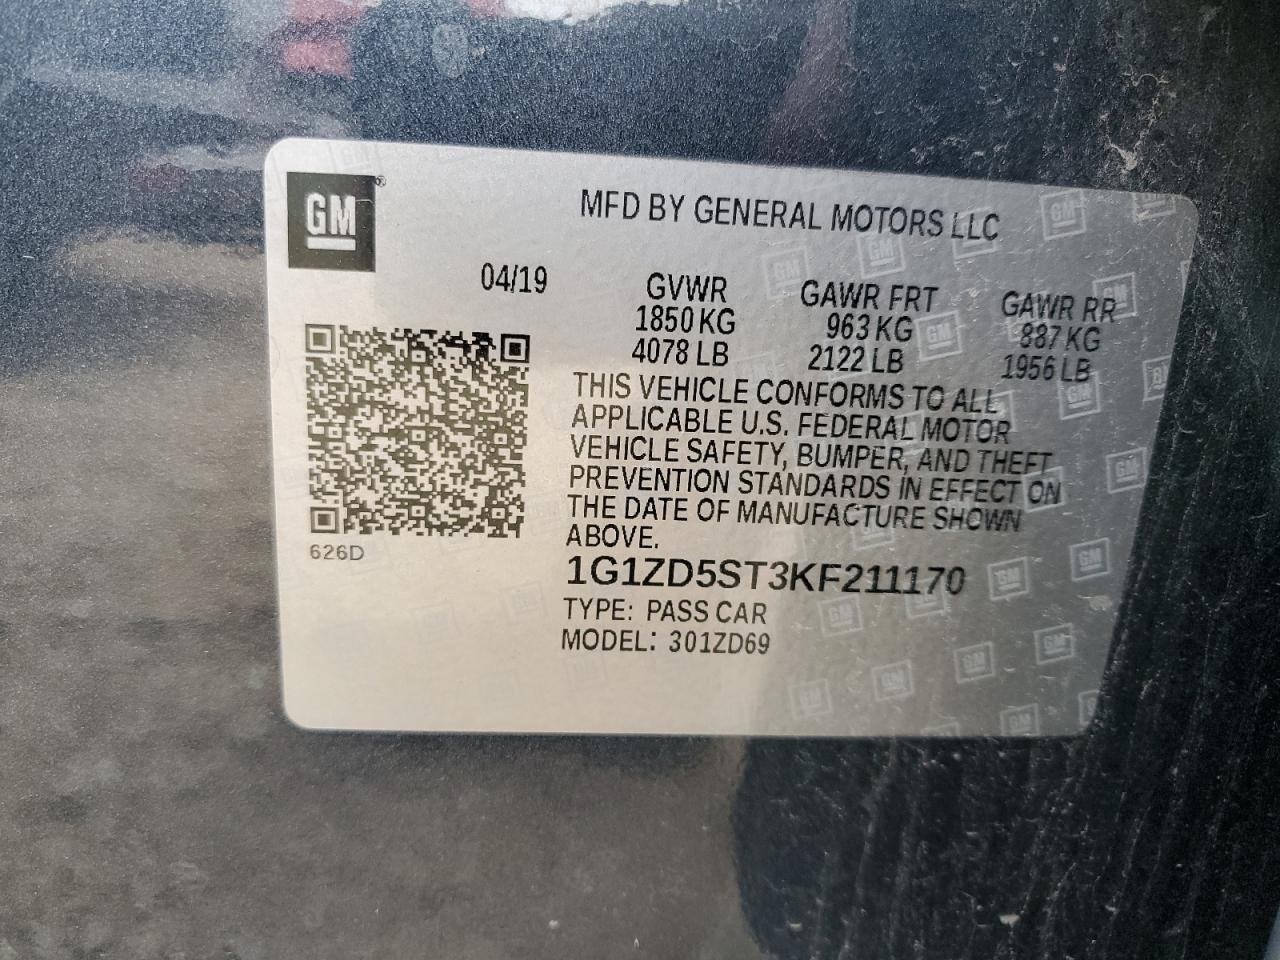 GM
MFD BY GENERAL MOTORS LLC
04/19
GVWR GAWR FRT GAWR RR
1850 KG 963 KG 887 KG
4078 LB 2122 LB 1956 LB
THIS VEHICLE CONFORMS TO ALL
APPLICABLE U.S. FEDERAL MOTOR
VEHICLE SAFETY, BUMPER, AND THEFT
PREVENTION STANDARDS IN EFFECT ON
THE DATE OF MANUFACTURE SHOWN
ABOVE.
626D
1G1ZD5ST3KF211170
TYPE: PASS CAR
MODEL: 301ZD69